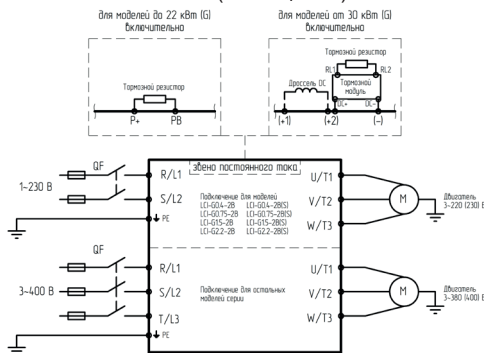 для моделей до 22 кВт (G)
включительно
для моделей от 30 кВт (G)
включительно
Тормозной резистор
P+
PB
Тормозной резистор
RL1
RL2
Дроссель DC
Тормозной
модуль
DC+
DC-
(+1)
(+2)
(-)
звено постоянного тока
QF
1~230 В
R/L1
S/L2
PE
Подключение для моделей
LCI-G0.4-2B LCI-G0.4-2B(S)
LCI-G0.75-2B LCI-G0.75-2B(S)
LCI-G1.5-2B LCI-G1.5-2B(S)
LCI-G2.2-2B LCI-G2.2-2B(S)
U/T1
V/T2
W/T3
M
Двигатель
3~220 (230) В
QF
3~400 В
R/L1
S/L2
T/L3
PE
Подключение для остальных
моделей серии
U/T1
V/T2
W/T3
M
Двигатель
3~380 (400) В